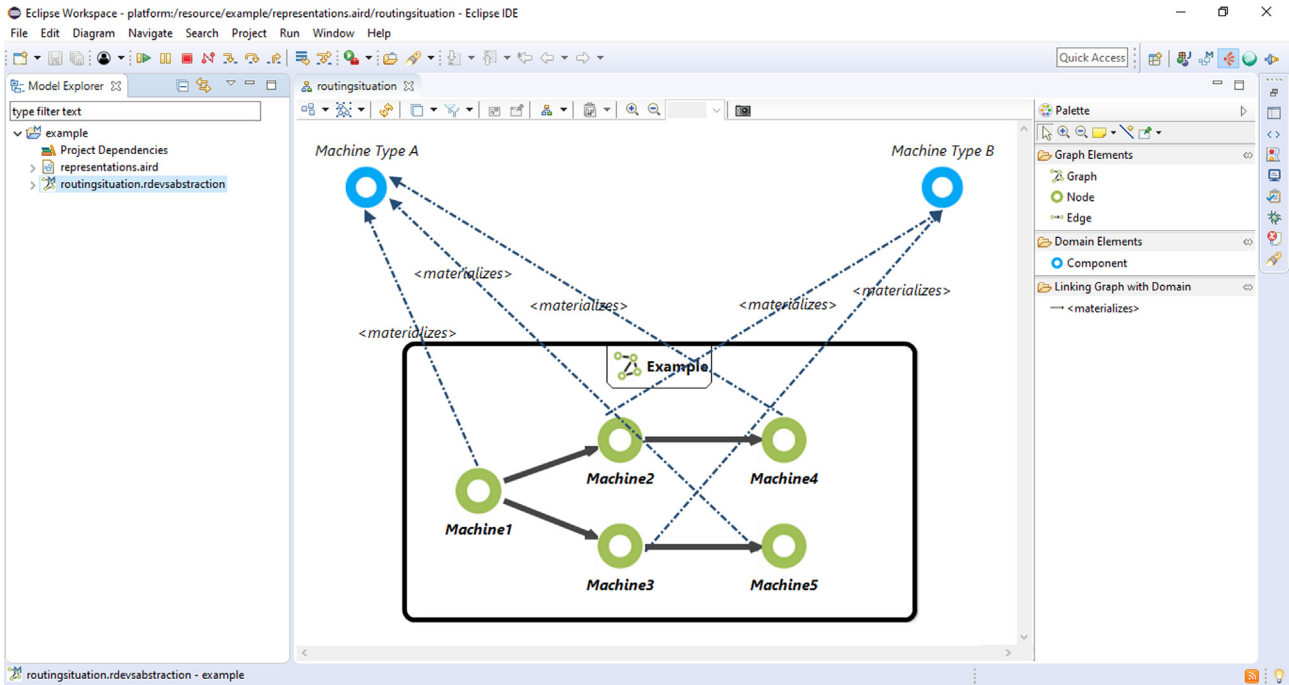 Eclipse Workspace - platform:/resource/example/representations.aird/routingsituation - Eclipse IDE
File Edit Diagram Navigate Search Project Run Window Help
Quick Access
Model Explorer
type filter text
example
Project Dependencies
representations.aird
routingsituation.rdevsabstraction
routingsituation
Machine Type A
Machine Type B
<materializes>
<materializes>
<materializes>
<materializes>
<materializes>
Example
Machine2
Machine4
Machine1
Machine3
Machine5
Palette
Graph Elements
Graph
Node
Edge
Domain Elements
Component
Linking Graph with Domain
<materializes>
routingsituation.rdevsabstraction - example